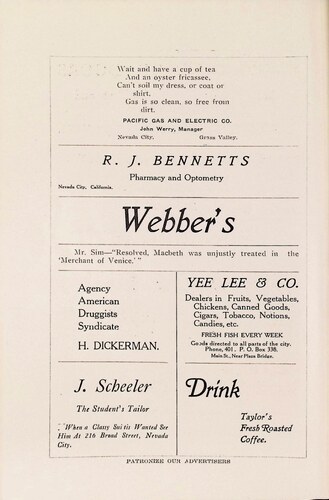 Wait and have a cup of tea
And an oyster fricassee,
Can't soil my dress, or coat or
shirt.
Gas is so clean, so free from
dirt.
PACIFIC GAS AND ELECTRIC CO.
John Werry, Manager
Nevada City, Grass Valley.
R. J. BENNETTS
Pharmacy and Optometry
Nevada City, California.
Webber's
Mr. Sim—"Resolved, Macbeth was unjustly treated in the
'Merchant of Venice.'"
Agency
American
Druggists
Syndicate
H. DICKERMAN.
YEE LEE & CO.
Dealers in Fruits, Vegetables,
Chickens, Canned Goods,
Cigars, Tobacco, Notions,
Candies, etc.
FRESH FISH EVERY WEEK
Goods directed to all parts of the city.
Phone, 401. P. O. Box 338.
Main St., Near Plaza Bridge.
J. Scheeler
The Student's Tailor
"When a Classy Suit is Wanted See
Him At 216 Broad Street, Nevada
City.
Drink
Taylor's
Fresh Roasted
Coffee.
PATRONIZE OUR ADVERTISERS